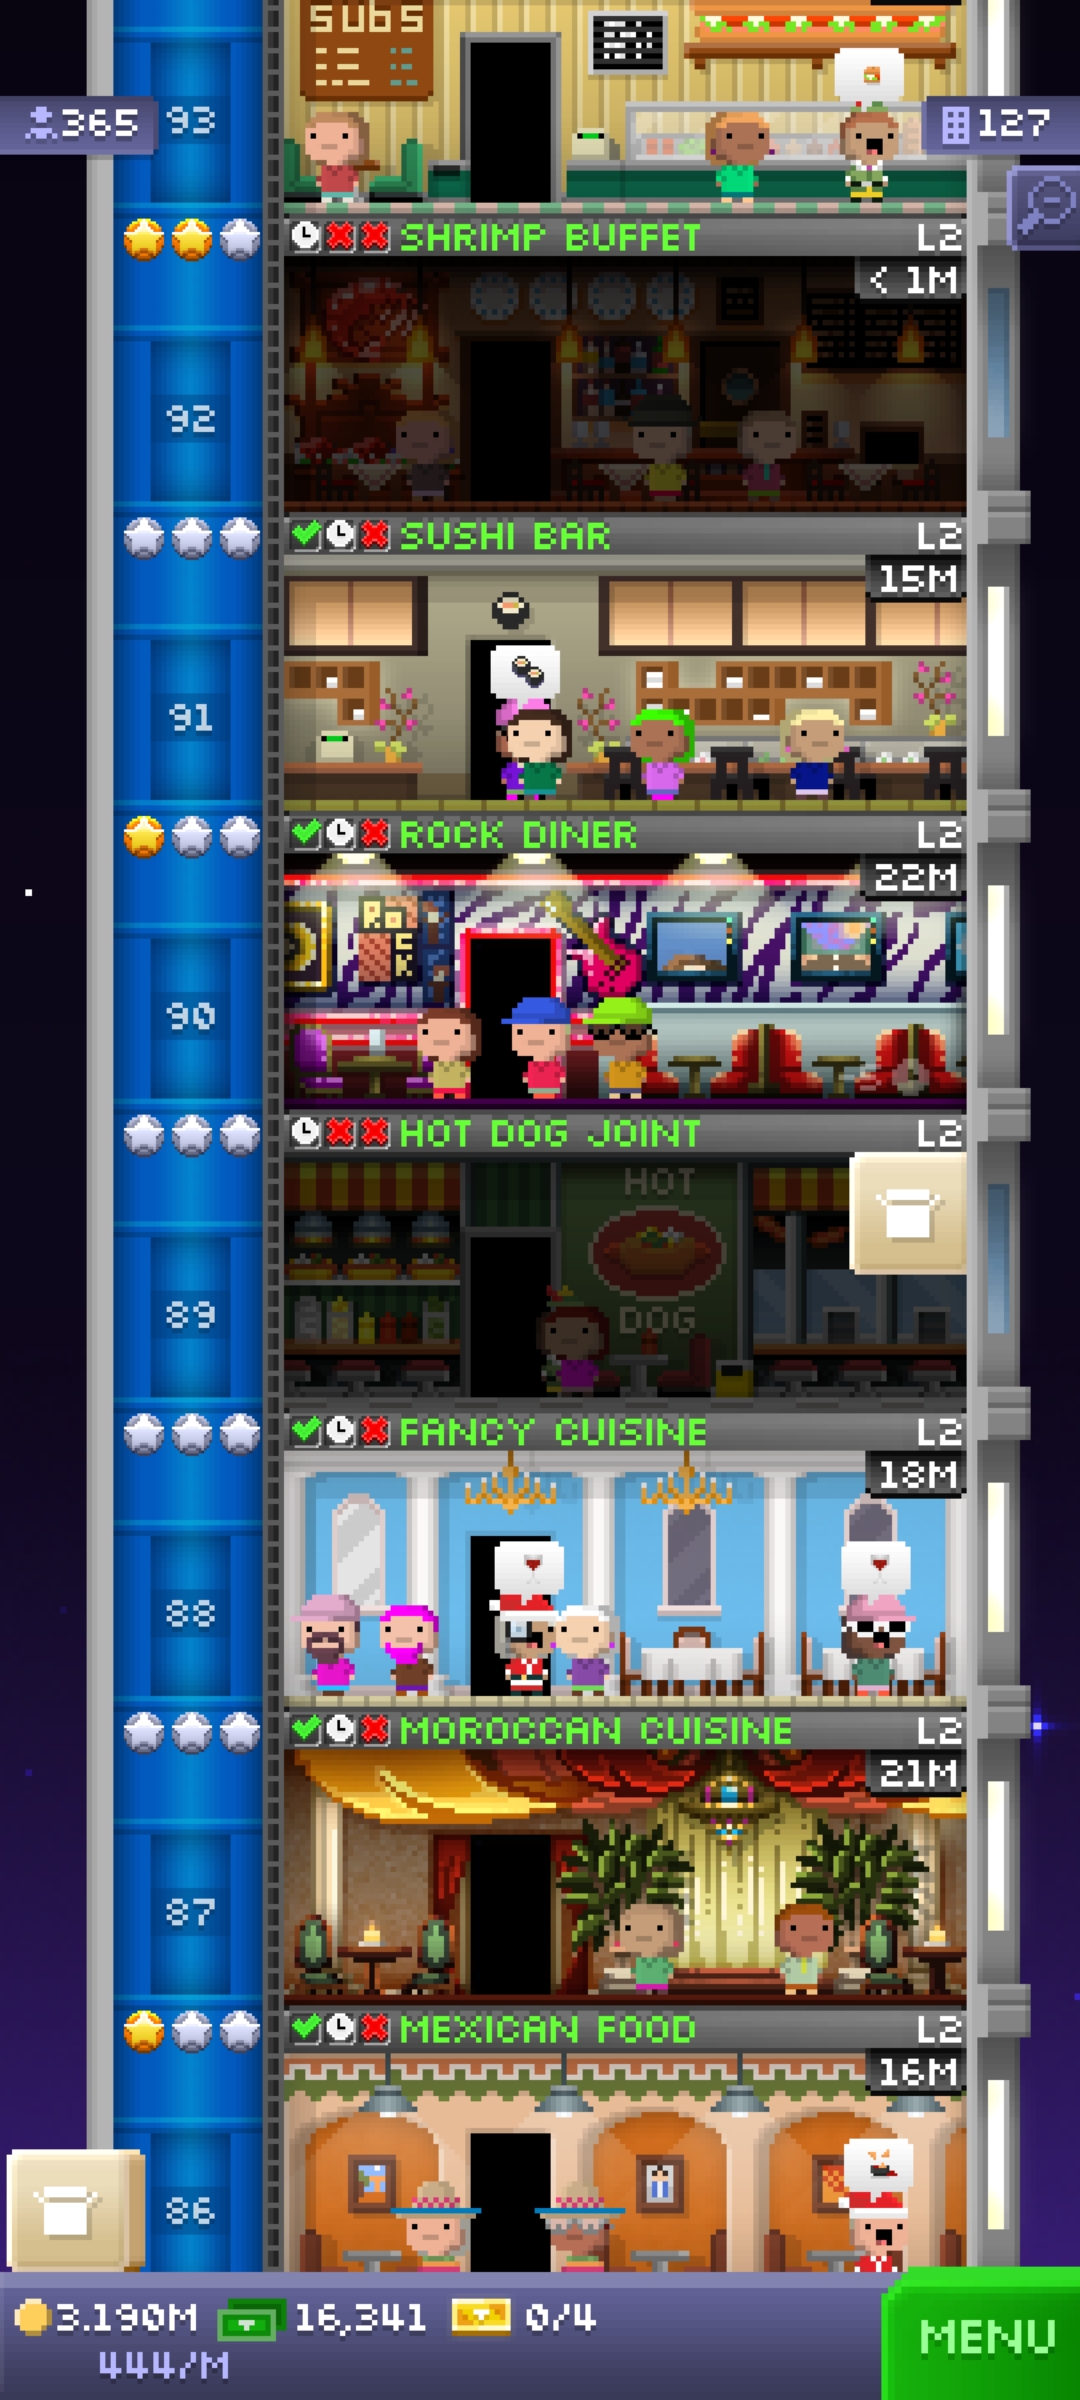 SUBS
365
93
127
SHRIMP BUFFET
L2
< 1M
92
SUSHI BAR
L2
15M
91
ROCK DINER
L2
22M
ROCK
90
HOT DOG JOINT
L2
HOT
DOG
89
FANCY CUISINE
L2
18M
88
MOROCCAN CUISINE
L2
21M
87
MEXICAN FOOD
L2
16M
86
3.190M
16,341
0/4
MENU
444/M